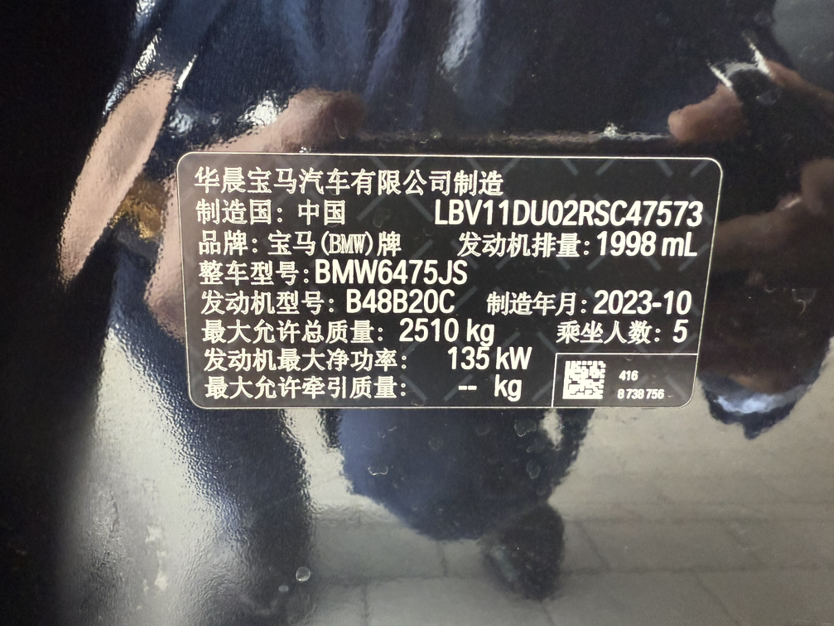 华晨宝马汽车有限公司制造
制造国：中国 LBV11DU02RSC47573
品牌：宝马(BMW)牌 发动机排量：1998 mL
整车型号：BMW6475JS
发动机型号：B48B20C 制造年月：2023-10
最大允许总质量：2510 kg 乘坐人数：5
发动机最大净功率：135 kW
最大允许牵引质量：-- kg
416
8 738 756